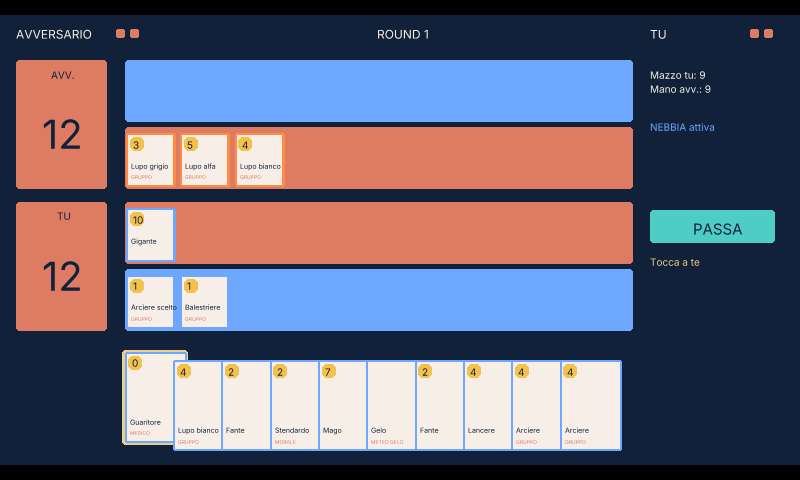 AVVERSARIO
ROUND 1
TU
AVV.
12
Mazzo tu: 9
Mano avv.: 9
NEBBIA attiva
3
Lupo grigio
GRUPPO
5
Lupo alfa
GRUPPO
4
Lupo bianco
GRUPPO
TU
12
10
Gigante
PASSA
Tocca a te
1
Arciere scelto
GRUPPO
1
Balestriere
GRUPPO
0
Guaritore
MEDICO
4
Lupo bianco
GRUPPO
2
Fante
2
Stendardo
MORALE
7
Mago
Gelo
METEO GELO
2
Fante
4
Lancere
4
Arciere
GRUPPO
4
Arciere
GRUPPO